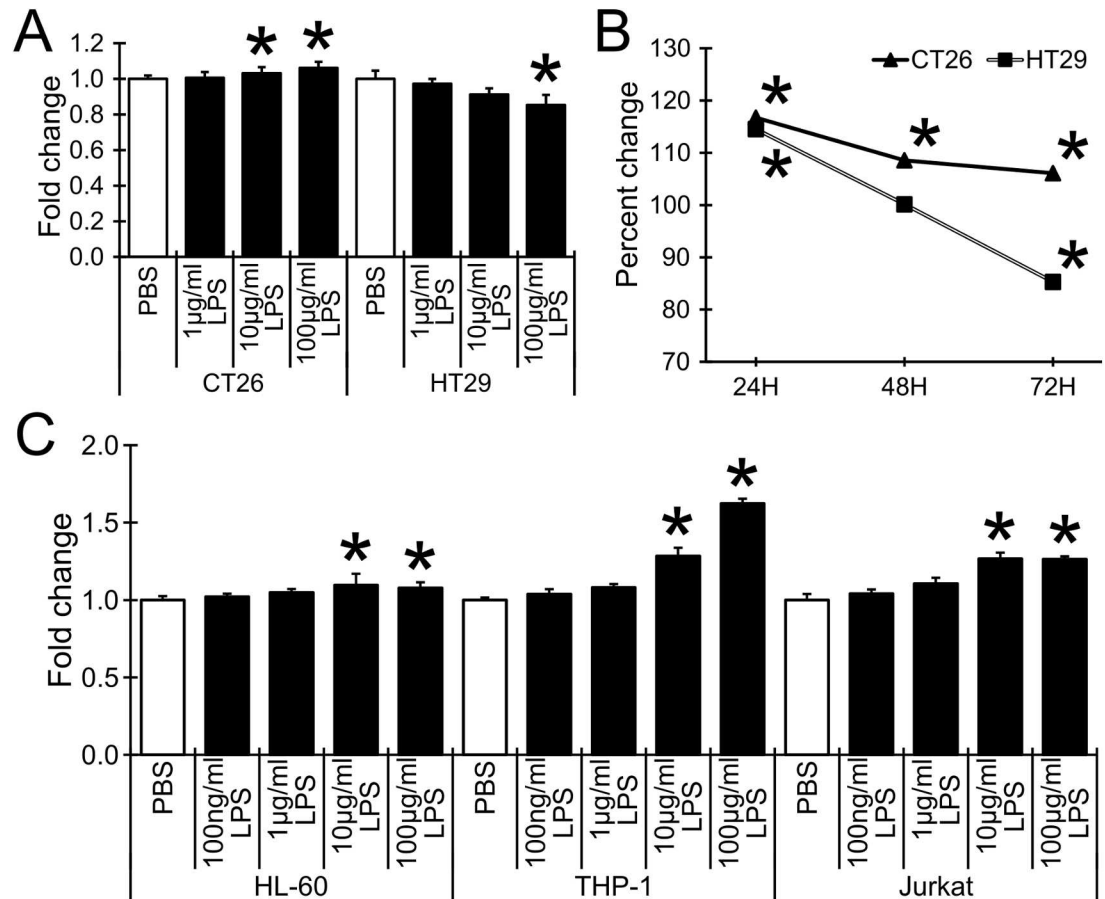 A
Fold change
1.2
1.0
0.8
0.6
0.4
0.2
0.0
* * *
PBS
1µg/ml
LPS
10µg/ml
LPS
100µg/ml
LPS
PBS
1µg/ml
LPS
10µg/ml
LPS
100µg/ml
LPS
CT26 HT29
B
Percent change
130
120
110
100
90
80
70
CT26 HT29
* * *
* *
24H 48H 72H
C
Fold change
2.0
1.5
1.0
0.5
0.0
* * * * * *
PBS
100ng/ml
LPS
1µg/ml
LPS
10µg/ml
LPS
100µg/ml
LPS
PBS
100ng/ml
LPS
1µg/ml
LPS
10µg/ml
LPS
100µg/ml
LPS
PBS
100ng/ml
LPS
1µg/ml
LPS
10µg/ml
LPS
100µg/ml
LPS
HL-60 THP-1 Jurkat